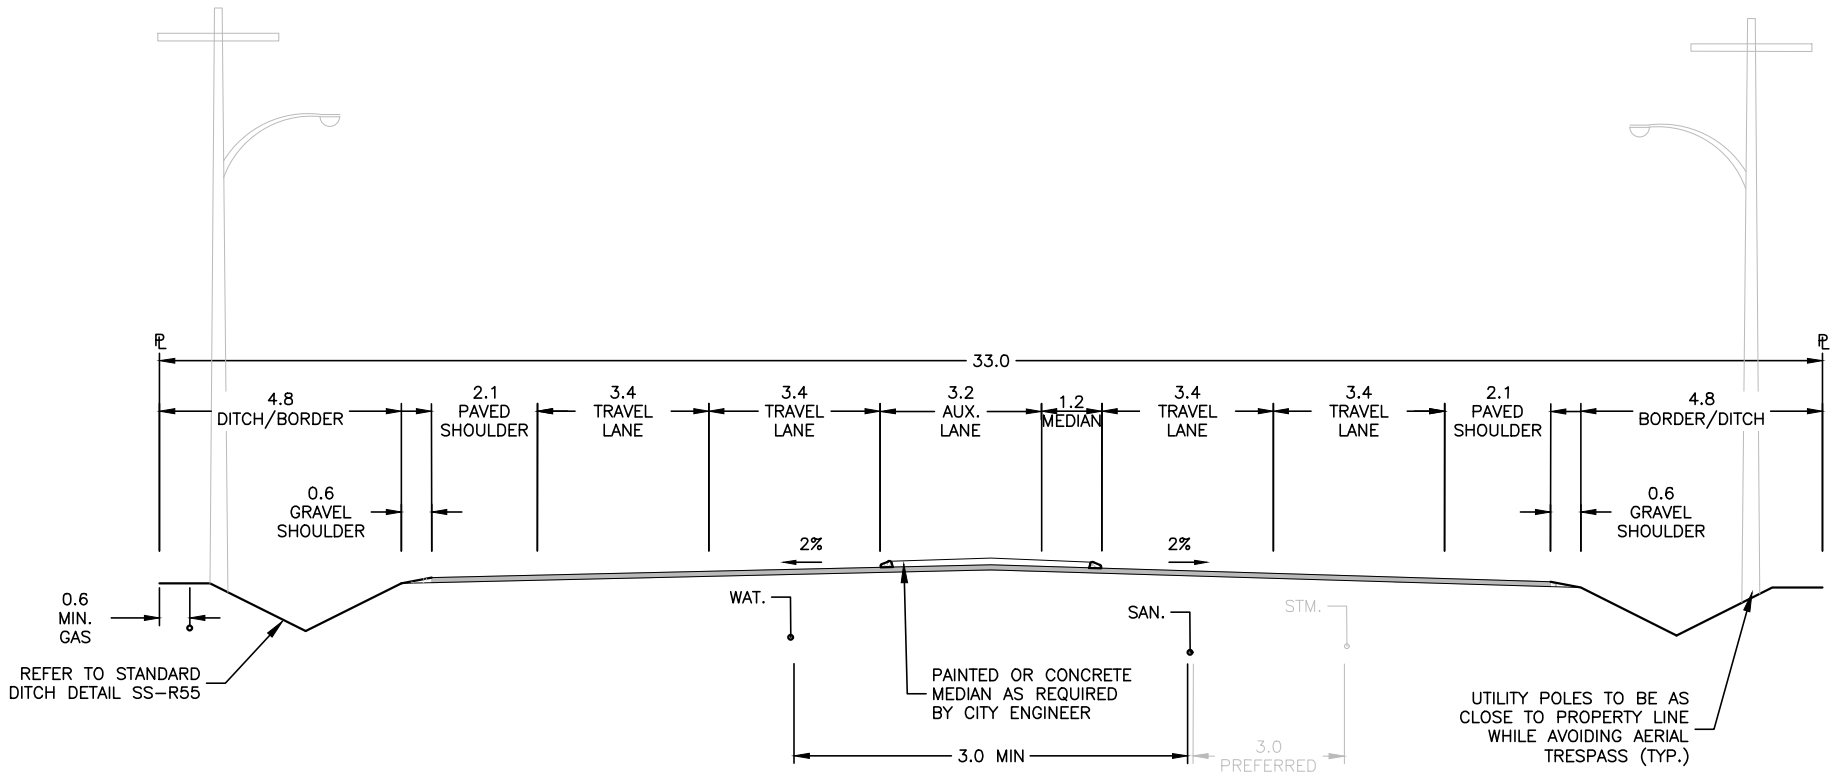 PL
PL
33.0
4.8
DITCH/BORDER
2.1
PAVED
SHOULDER
3.4
TRAVEL
LANE
3.4
TRAVEL
LANE
3.2
AUX.
LANE
1.2
MEDIAN
3.4
TRAVEL
LANE
3.4
TRAVEL
LANE
2.1
PAVED
SHOULDER
4.8
BORDER/DITCH
0.6
GRAVEL
SHOULDER
0.6
GRAVEL
SHOULDER
2%
2%
0.6
MIN.
GAS
WAT.
SAN.
STM.
REFER TO STANDARD
DITCH DETAIL SS-R55
PAINTED OR CONCRETE
MEDIAN AS REQUIRED
BY CITY ENGINEER
UTILITY POLES TO BE AS
CLOSE TO PROPERTY LINE
WHILE AVOIDING AERIAL
TRESPASS (TYP.)
3.0 MIN
3.0
PREFERRED